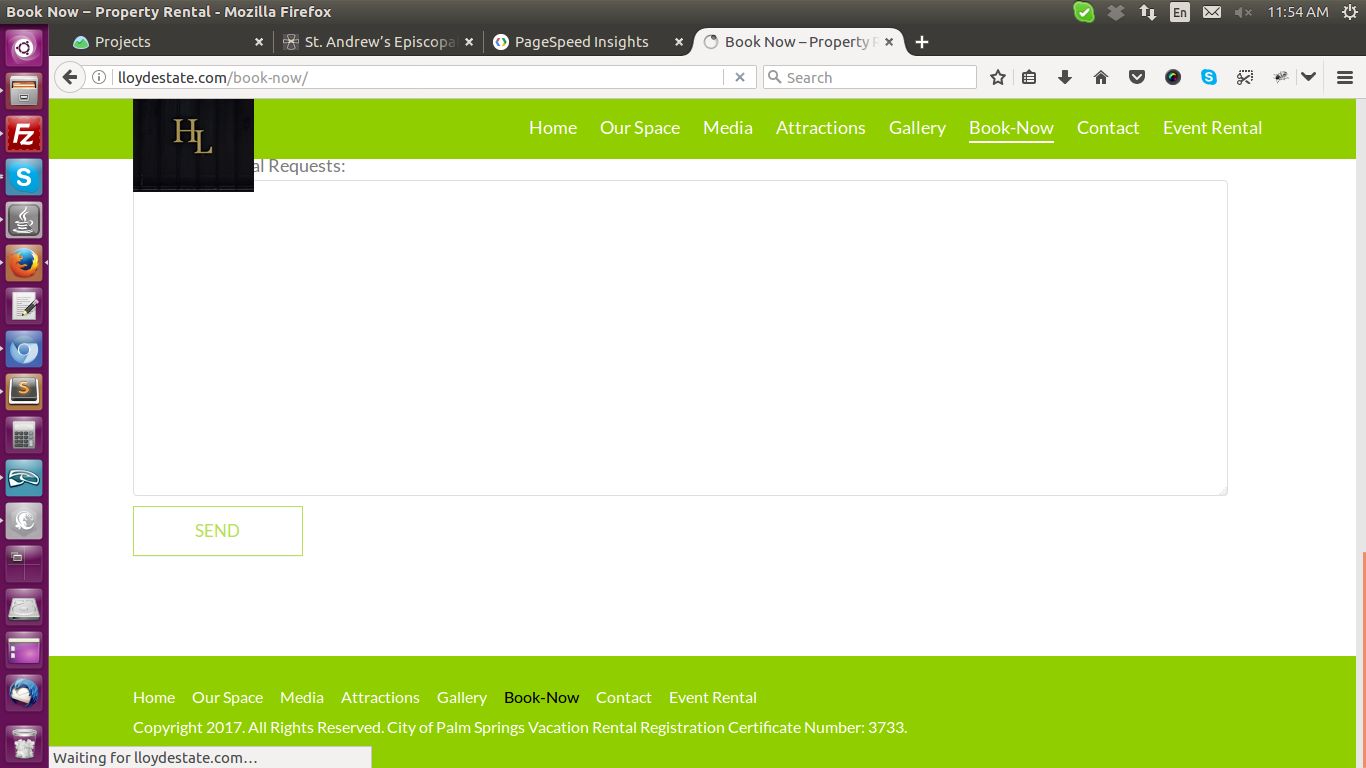 Book Now – Property Rental - Mozilla Firefox
En
11:54 AM
Projects
St. Andrew’s Episcopa
PageSpeed Insights
Book Now – Property R
lloydestate.com/book-now/
Search
HL
Home Our Space Media Attractions Gallery Book-Now Contact Event Rental
al Requests:
SEND
Home Our Space Media Attractions Gallery Book-Now Contact Event Rental
Copyright 2017. All Rights Reserved. City of Palm Springs Vacation Rental Registration Certificate Number: 3733.
Waiting for lloydestate.com…